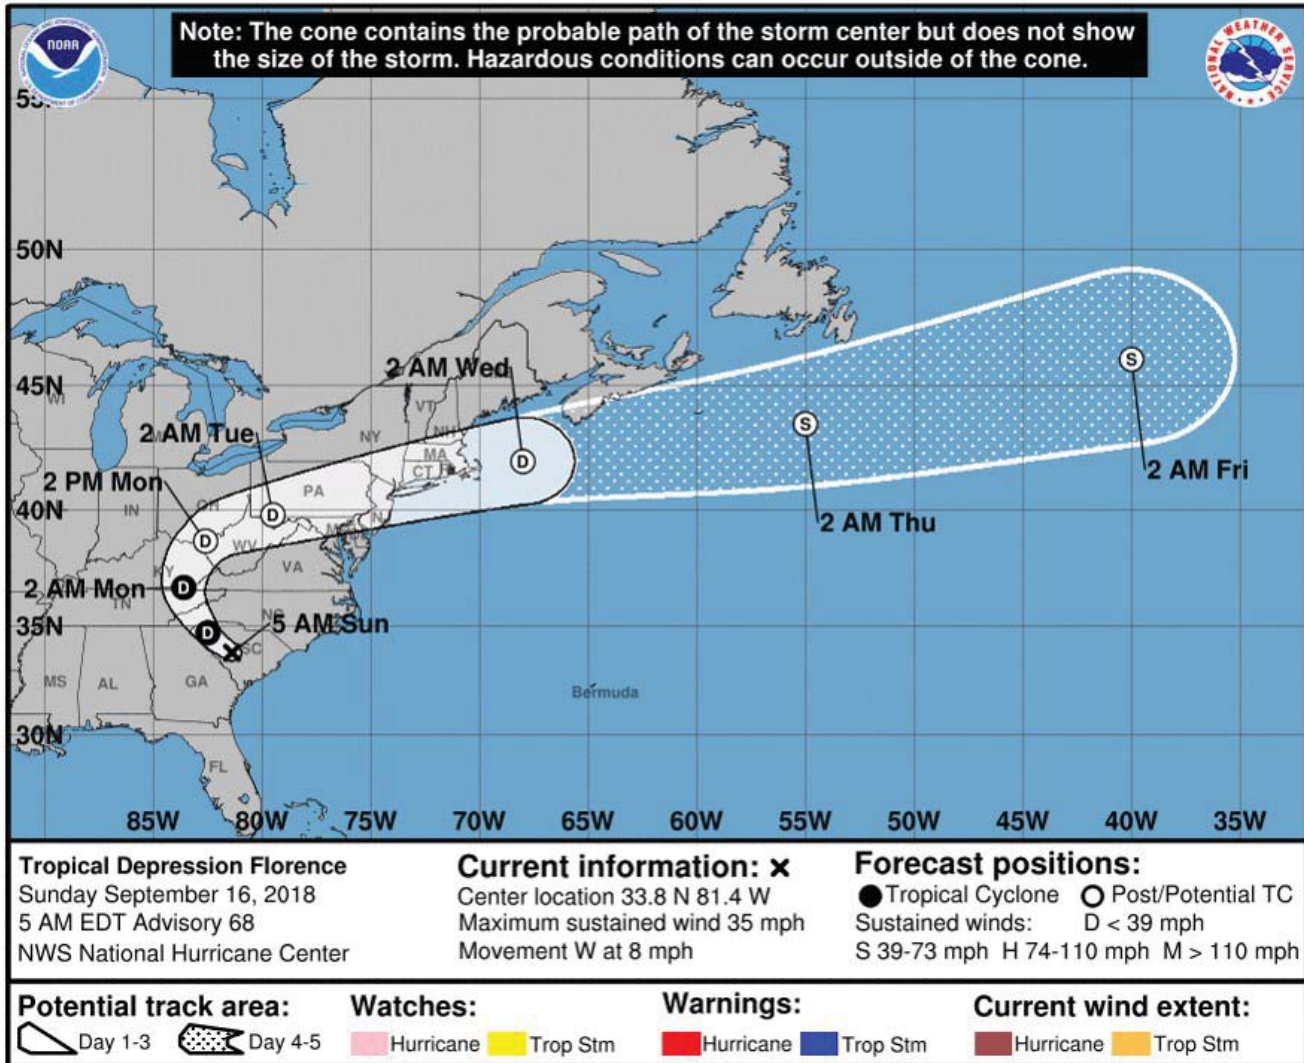 Note: The cone contains the probable path of the storm center but does not show
the size of the storm. Hazardous conditions can occur outside of the cone.
NOAA
NATIONAL WEATHER SERVICE
50N
45N
40N
35N
30N
2 AM Wed
2 AM Tue
2 PM Mon
2 AM Mon
5 AM Sun
2 AM Thu
2 AM Fri
D
D
D
D
D
S
S
WI
VT
NH
NY
MA
CT
PA
OH
IN
WV
VA
KY
TN
NC
SC
MS
AL
GA
FL
Bermuda
85W 80W 75W 70W 65W 60W 55W 50W 45W 40W 35W
Tropical Depression Florence
Sunday September 16, 2018
5 AM EDT Advisory 68
NWS National Hurricane Center
Current information: x
Center location 33.8 N 81.4 W
Maximum sustained wind 35 mph
Movement W at 8 mph
Forecast positions:
Tropical Cyclone Post/Potential TC
Sustained winds: D < 39 mph
S 39-73 mph H 74-110 mph M > 110 mph
Potential track area:
Day 1-3 Day 4-5
Watches:
Hurricane Trop Stm
Warnings:
Hurricane Trop Stm
Current wind extent:
Hurricane Trop Stm